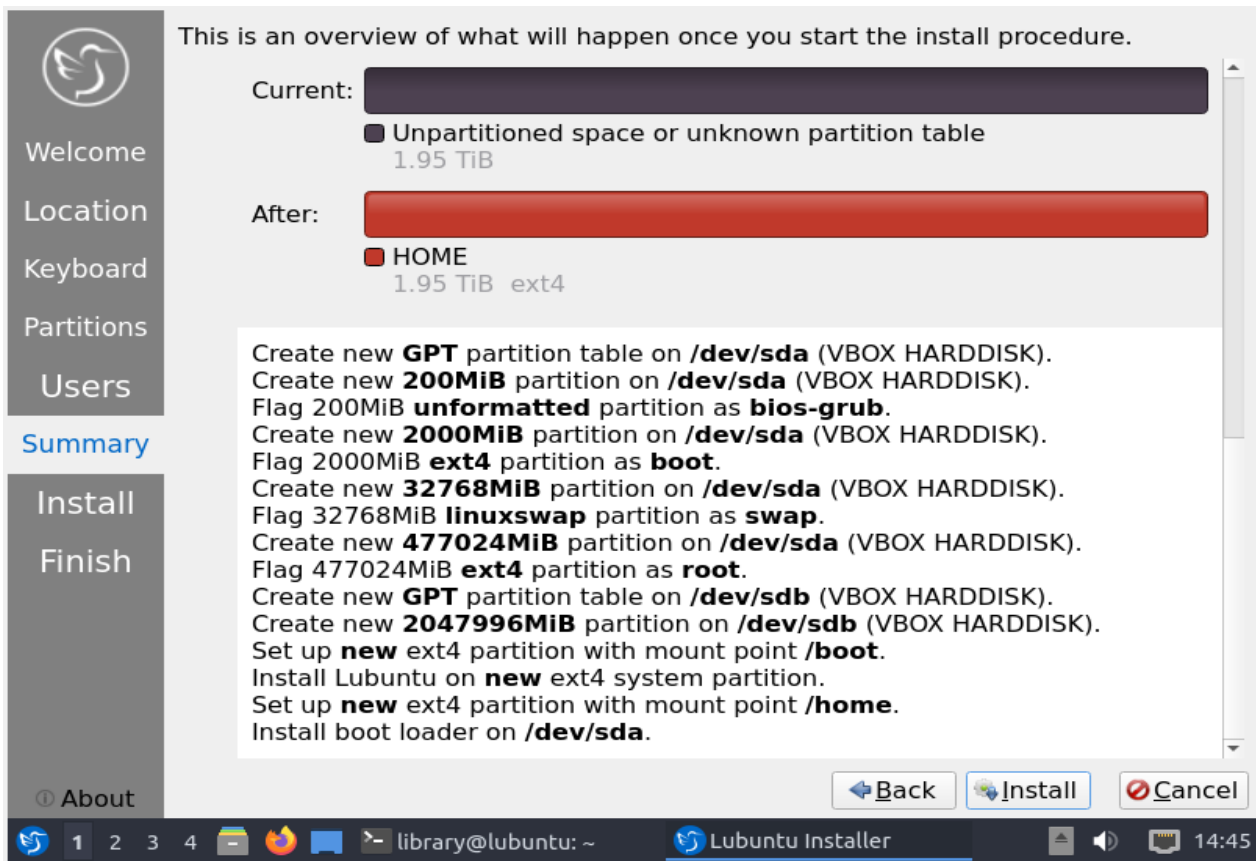 This is an overview of what will happen once you start the install procedure.
Current:
Unpartitioned space or unknown partition table
1.95 TiB
After:
HOME
1.95 TiB ext4
Welcome
Location
Keyboard
Partitions
Users
Summary
Install
Finish
About
Create new GPT partition table on /dev/sda (VBOX HARDDISK).
Create new 200MiB partition on /dev/sda (VBOX HARDDISK).
Flag 200MiB unformatted partition as bios-grub.
Create new 2000MiB partition on /dev/sda (VBOX HARDDISK).
Flag 2000MiB ext4 partition as boot.
Create new 32768MiB partition on /dev/sda (VBOX HARDDISK).
Flag 32768MiB linuxswap partition as swap.
Create new 477024MiB partition on /dev/sda (VBOX HARDDISK).
Flag 477024MiB ext4 partition as root.
Create new GPT partition table on /dev/sdb (VBOX HARDDISK).
Create new 2047996MiB partition on /dev/sdb (VBOX HARDDISK).
Set up new ext4 partition with mount point /boot.
Install Lubuntu on new ext4 system partition.
Set up new ext4 partition with mount point /home.
Install boot loader on /dev/sda.
Back Install Cancel
1 2 3 4 library@lubuntu: ~ Lubuntu Installer 14:45